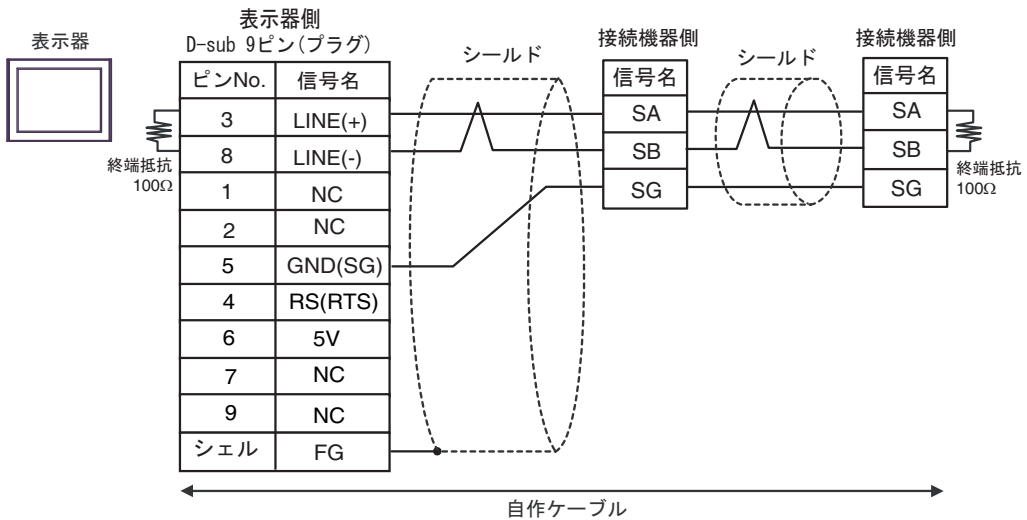 表示器
表示器側
D-sub 9ピン(プラグ)
ピンNo. 信号名
3 LINE(+)
8 LINE(-)
1 NC
2 NC
5 GND(SG)
4 RS(RTS)
6 5V
7 NC
9 NC
シェル FG
終端抵抗
100Ω
シールド
接続機器側
信号名
SA
SB
SG
シールド
接続機器側
信号名
SA
SB
SG
終端抵抗
100Ω
自作ケーブル